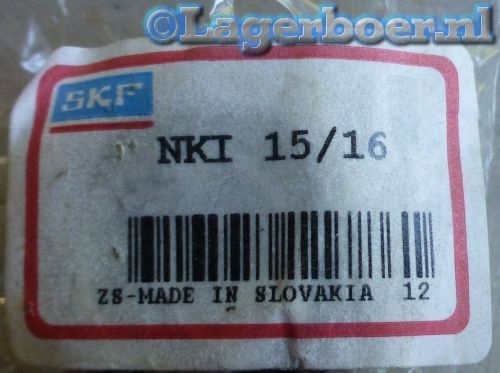 ©Lagerboer.nl
SKF
NKI 15/16
ZS-MADE IN SLOVAKIA 12